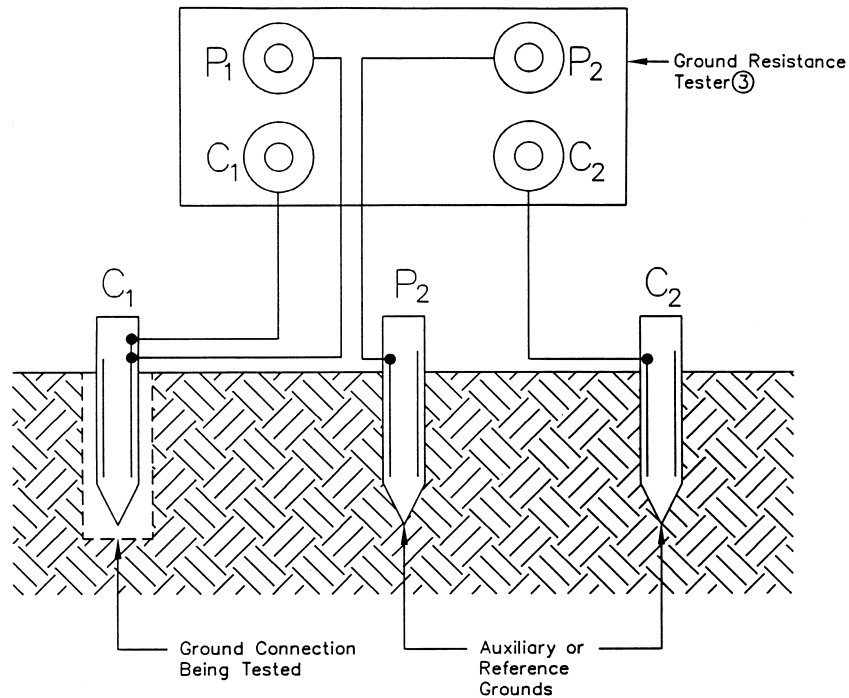 P1 P2
Ground Resistance
Tester③
C1 C2
C1 P2 C2
Ground Connection
Being Tested
Auxiliary or
Reference
Grounds